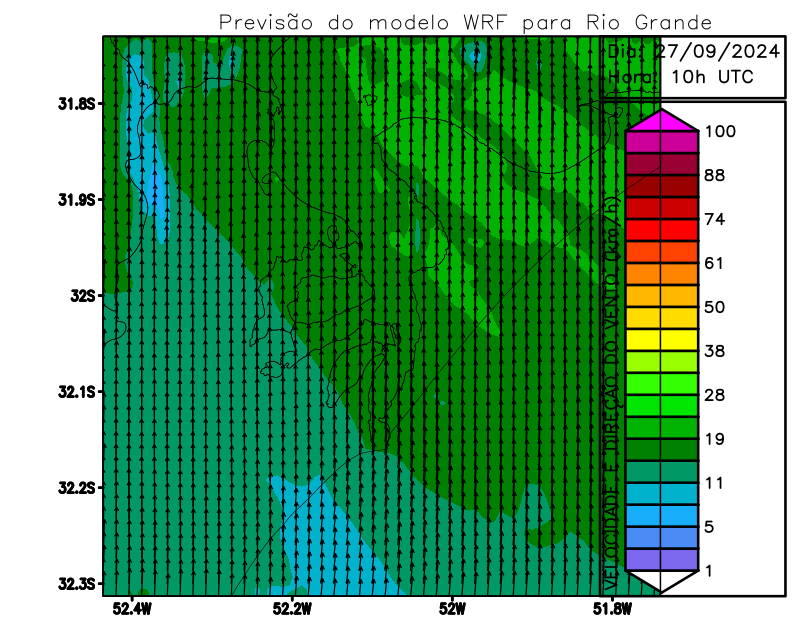 Previsão do modelo WRF para Rio Grande
Dia: 27/09/2024
Hora: 10h UTC
31.8S
31.9S
32S
32.1S
32.2S
32.3S
52.4W
52.2W
52W
51.8W
VELOCIDADE E DIREÇÃO DO VENTO (km/h)
100
88
74
61
50
38
28
19
11
5
1